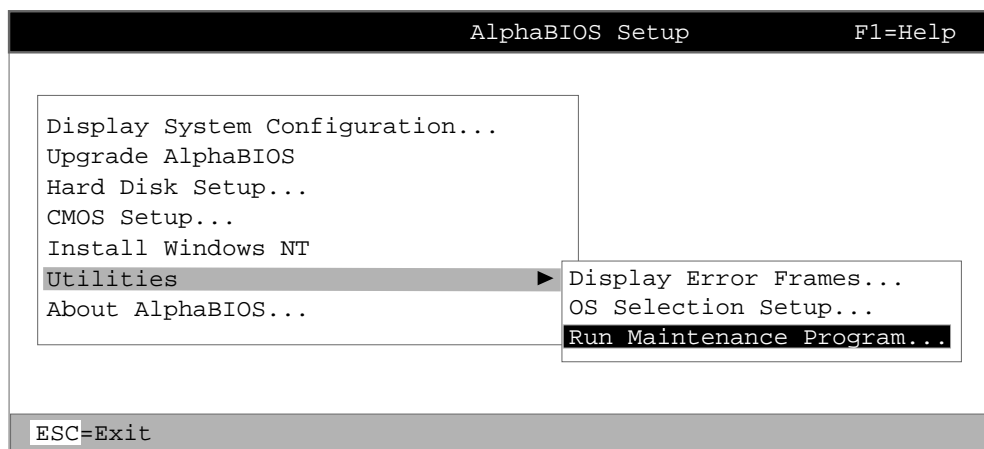 AlphaBIOS Setup F1=Help
Display System Configuration...
Upgrade AlphaBIOS
Hard Disk Setup...
CMOS Setup...
Install Windows NT
Utilities ►
About AlphaBIOS...
Display Error Frames...
OS Selection Setup...
Run Maintenance Program...
ESC=Exit